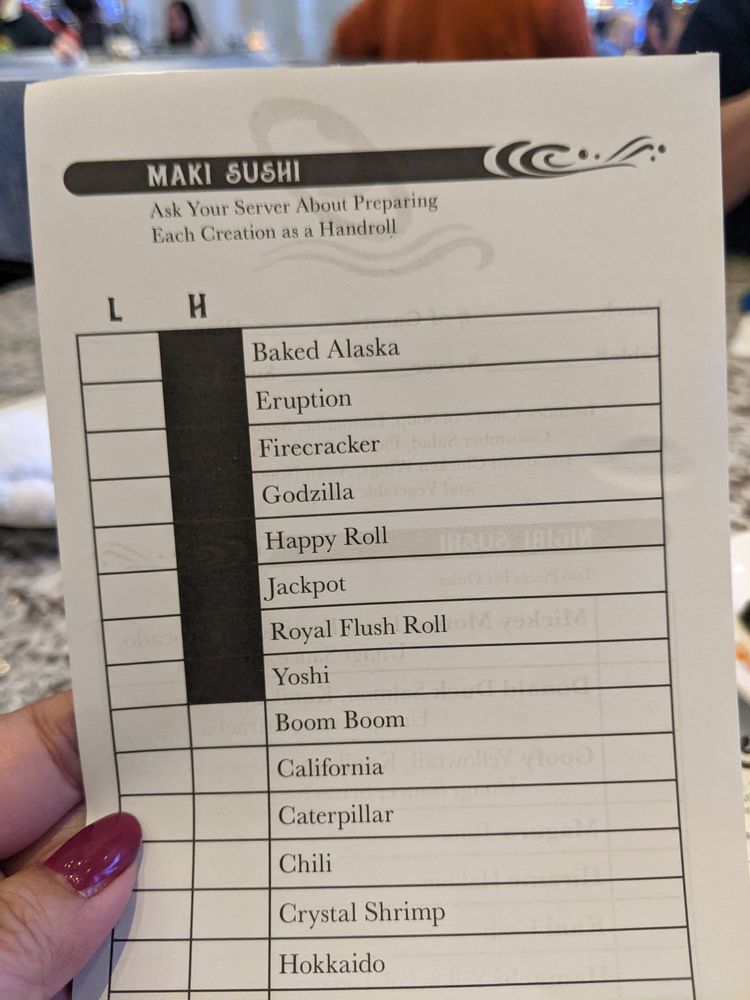 MAKI SUSHI
Ask Your Server About Preparing
Each Creation as a Handroll
L H
Baked Alaska
Eruption
Firecracker
Godzilla
Happy Roll
Jackpot
Royal Flush Roll
Yoshi
Boom Boom
California
Caterpillar
Chili
Crystal Shrimp
Hokkaido